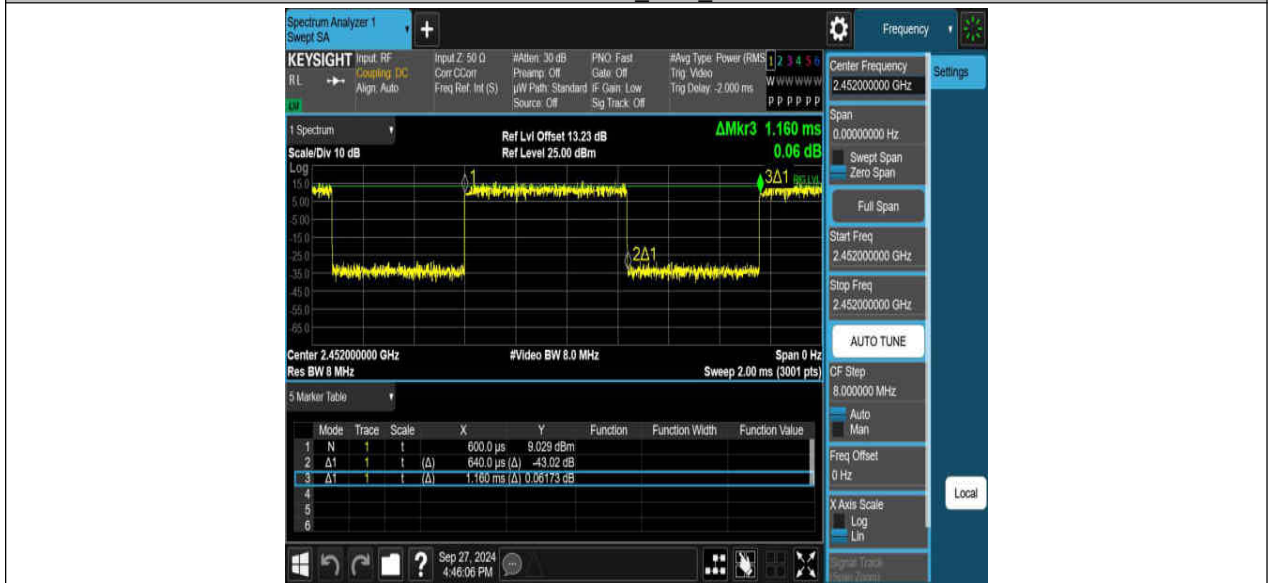 Spectrum Analyzer 1
Swept SA
+
Frequency
KEYSIGHT
RL
LM
Input: RF
Coupling: DC
Align: Auto
Input Z: 50 Ω
Corr CCorr
Freq Ref: Int (S)
#Atten: 30 dB
Preamp: Off
µW Path: Standard
Source: Off
PNO: Fast
Gate: Off
IF Gain: Low
Sig Track: Off
#Avg Type: Power (RMS
Trig: Video
Trig Delay: -2.000 ms
1 2 3 4 5 6
W W W W W W
P P P P P P
1 Spectrum
Scale/Div 10 dB
Ref Lvl Offset 13.23 dB
Ref Level 25.00 dBm
ΔMkr3 1.160 ms
0.06 dB
Log
15.0
5.00
-5.00
-15.0
-25.0
-35.0
-45.0
-55.0
-65.0
1
2Δ1
3Δ1
Center 2.452000000 GHz
Res BW 8 MHz
#Video BW 8.0 MHz
Span 0 Hz
Sweep 2.00 ms (3001 pts)
5 Marker Table
Mode Trace Scale X Y Function Function Width Function Value
1 N 1 t 600.0 µs 9.029 dBm
2 Δ1 1 t (Δ) 640.0 µs (Δ) -43.02 dB
3 Δ1 1 t (Δ) 1.160 ms (Δ) 0.06173 dB
4
5
6
?
Sep 27, 2024
4:46:06 PM
Center Frequency
2.452000000 GHz
Span
0.00000000 Hz
Swept Span
Zero Span
Full Span
Start Freq
2.452000000 GHz
Stop Freq
2.452000000 GHz
AUTO TUNE
CF Step
8.000000 MHz
Auto
Man
Freq Offset
0 Hz
X Axis Scale
Log
Lin
Signal Track
(Span Zoom)
Settings
Local